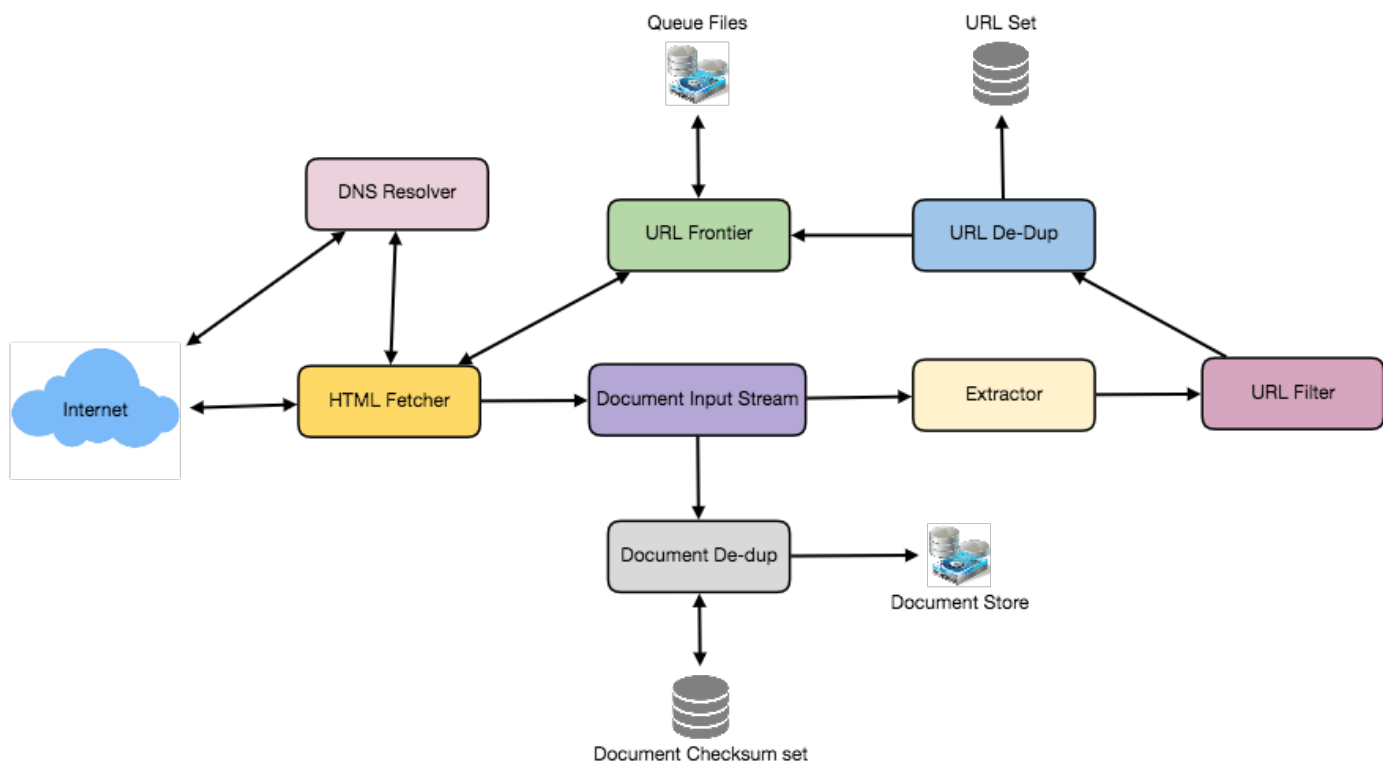 Queue Files
URL Set
DNS Resolver
URL Frontier
URL De-Dup
Internet
HTML Fetcher
Document Input Stream
Extractor
URL Filter
Document De-dup
Document Store
Document Checksum set